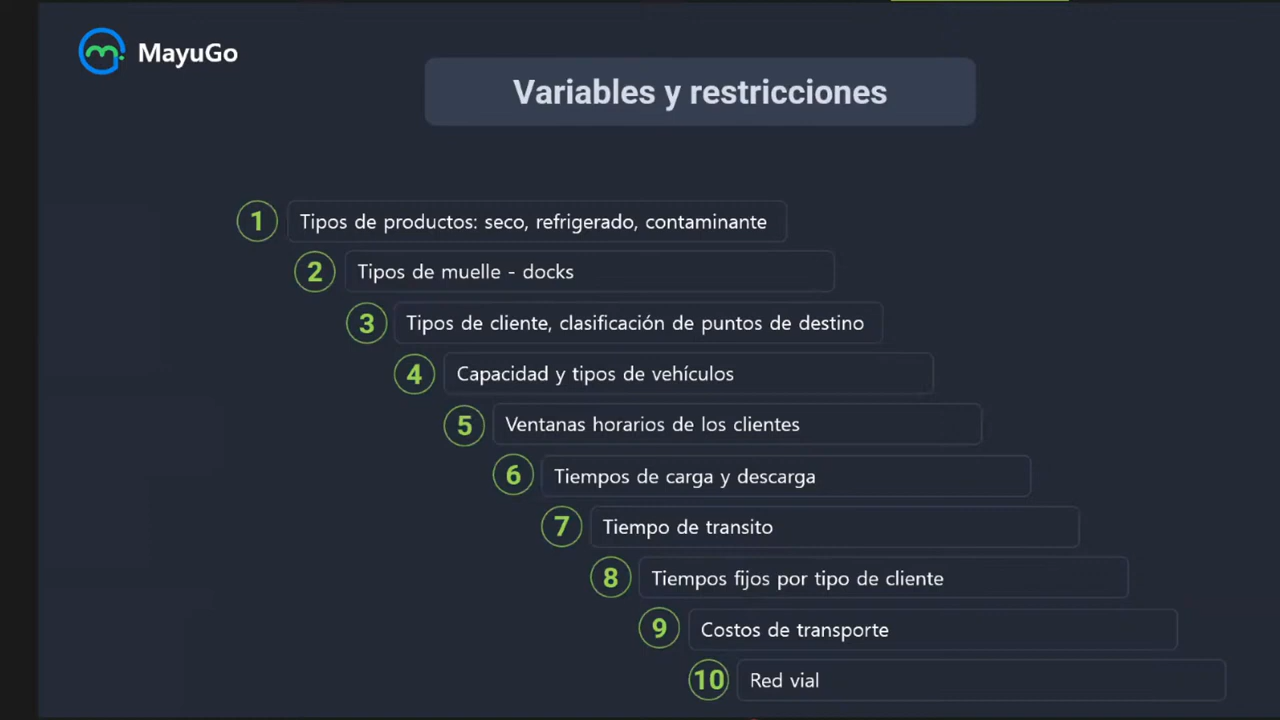 MayuGo
Variables y restricciones
1 Tipos de productos: seco, refrigerado, contaminante
2 Tipos de muelle - docks
3 Tipos de cliente, clasificación de puntos de destino
4 Capacidad y tipos de vehículos
5 Ventanas horarios de los clientes
6 Tiempos de carga y descarga
7 Tiempo de transito
8 Tiempos fijos por tipo de cliente
9 Costos de transporte
10 Red vial